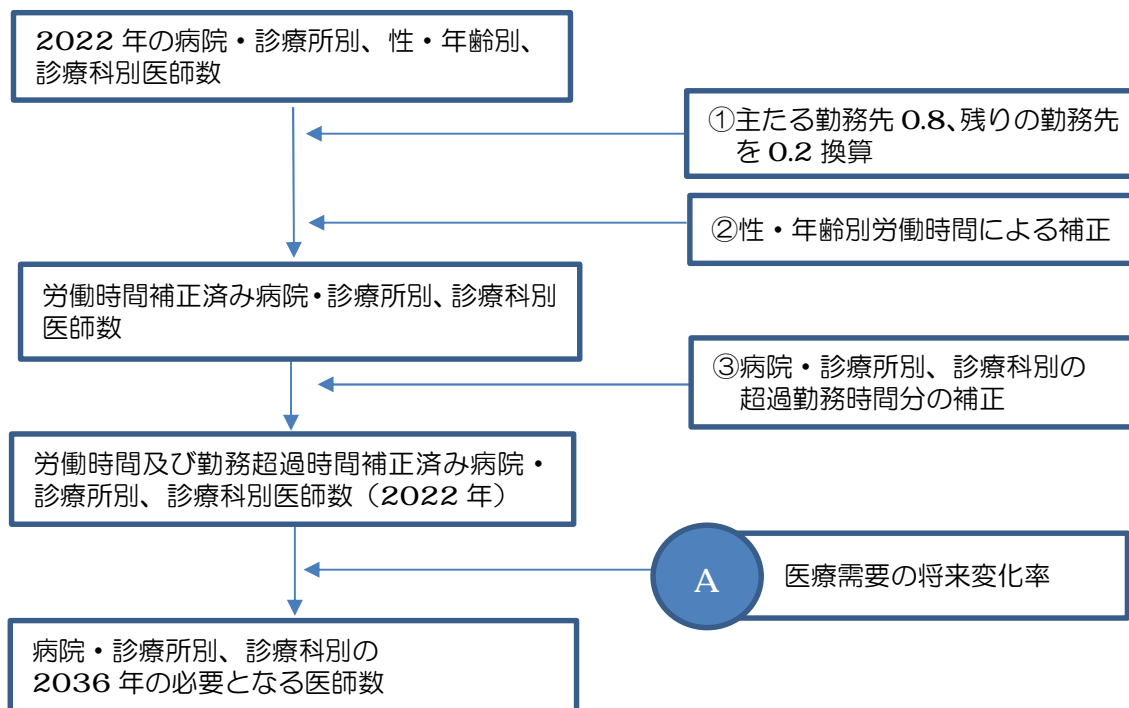 2022 年の病院・診療所別、性・年齢別、
診療科別医師数
①主たる勤務先 0.8、残りの勤務先
を 0.2 換算
②性・年齢別労働時間による補正
労働時間補正済み病院・診療所別、診療科別
医師数
③病院・診療所別、診療科別の
超過勤務時間分の補正
労働時間及び勤務超過時間補正済み病院・
診療所別、診療科別医師数（2022 年）
A
医療需要の将来変化率
病院・診療所別、診療科別の
2036 年の必要となる医師数